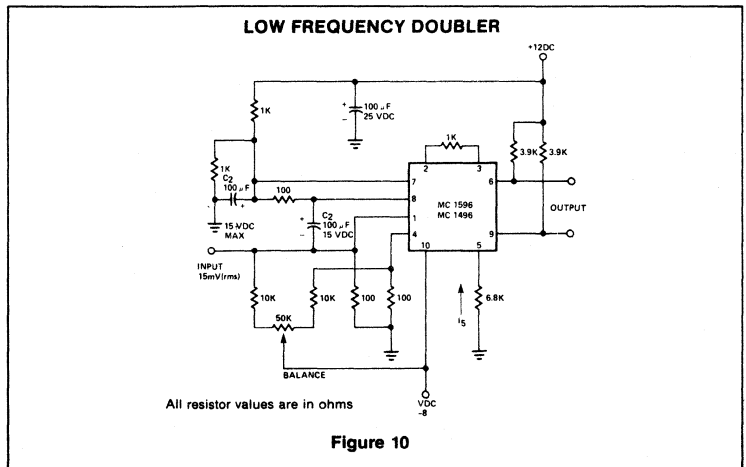 LOW FREQUENCY DOUBLER
+12DC
1K
+
100 µF
–
25 VDC
1K
3.9K
3.9K
2
3
1K
C2
100 µF
+
100
7
8
1
4
10
6
9
5
MC 1596
MC 1496
OUTPUT
15 VDC
MAX
+
C2
100 µF
–
15 VDC
INPUT
15mV(rms)
10K
10K
100
100
I5
6.8K
50K
BALANCE
VDC
-8
All resistor values are in ohms
Figure 10